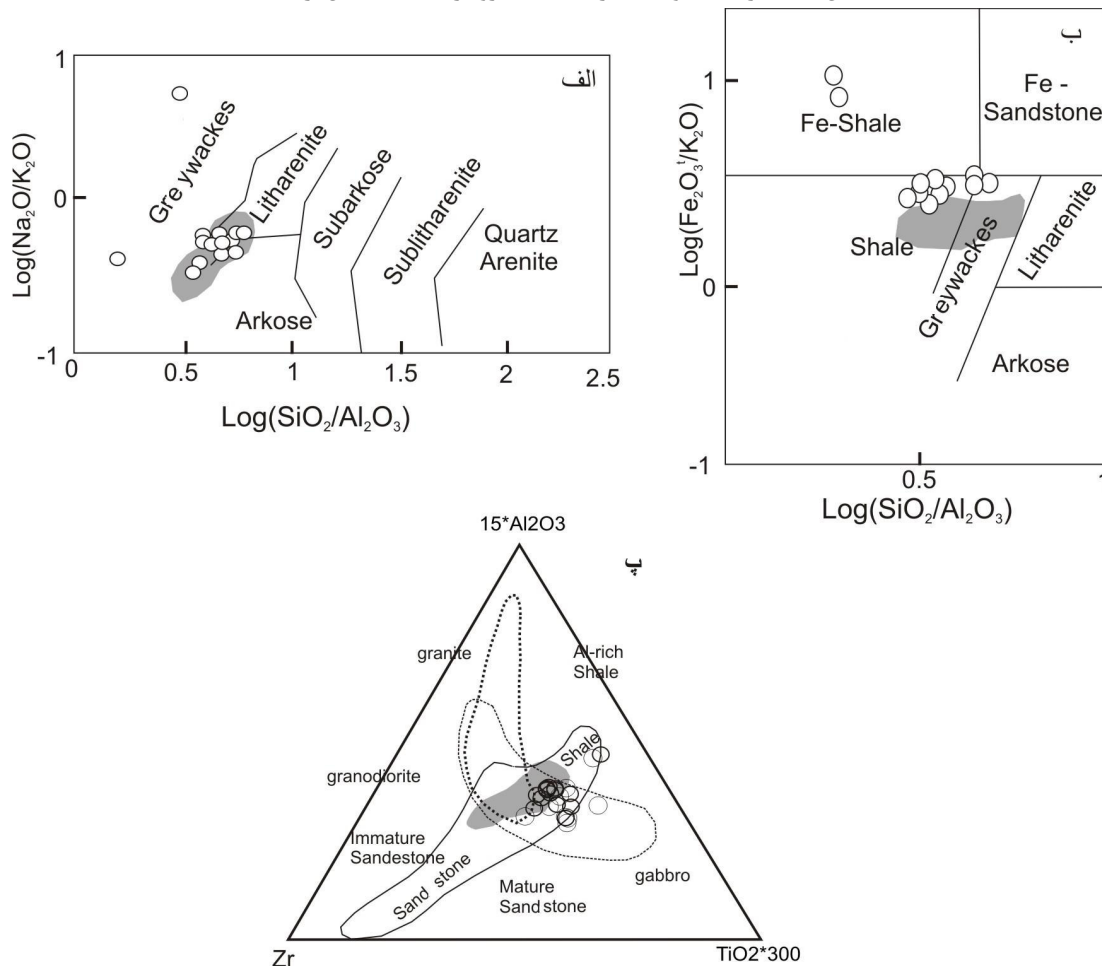 1
الف
Log(Na₂O/K₂O)
0
-1
Greywackes
Litharenite
Subarkose
Sublitharenite
Quartz
Arenite
Arkose
0
0.5
1
1.5
2
2.5
Log(SiO₂/Al₂O₃)
ب
Log(Fe₂O₃ᵗ/K₂O)
1
0
-1
Fe-Shale
Fe -
Sandstone
Shale
Greywackes
Litharenite
Arkose
0.5
1
Log(SiO₂/Al₂O₃)
15*Al2O3
پ
granite
Al-rich
Shale
Shale
granodiorite
Immature
Sandestone
Sand stone
Mature
Sand stone
gabbro
Zr
TiO2*300